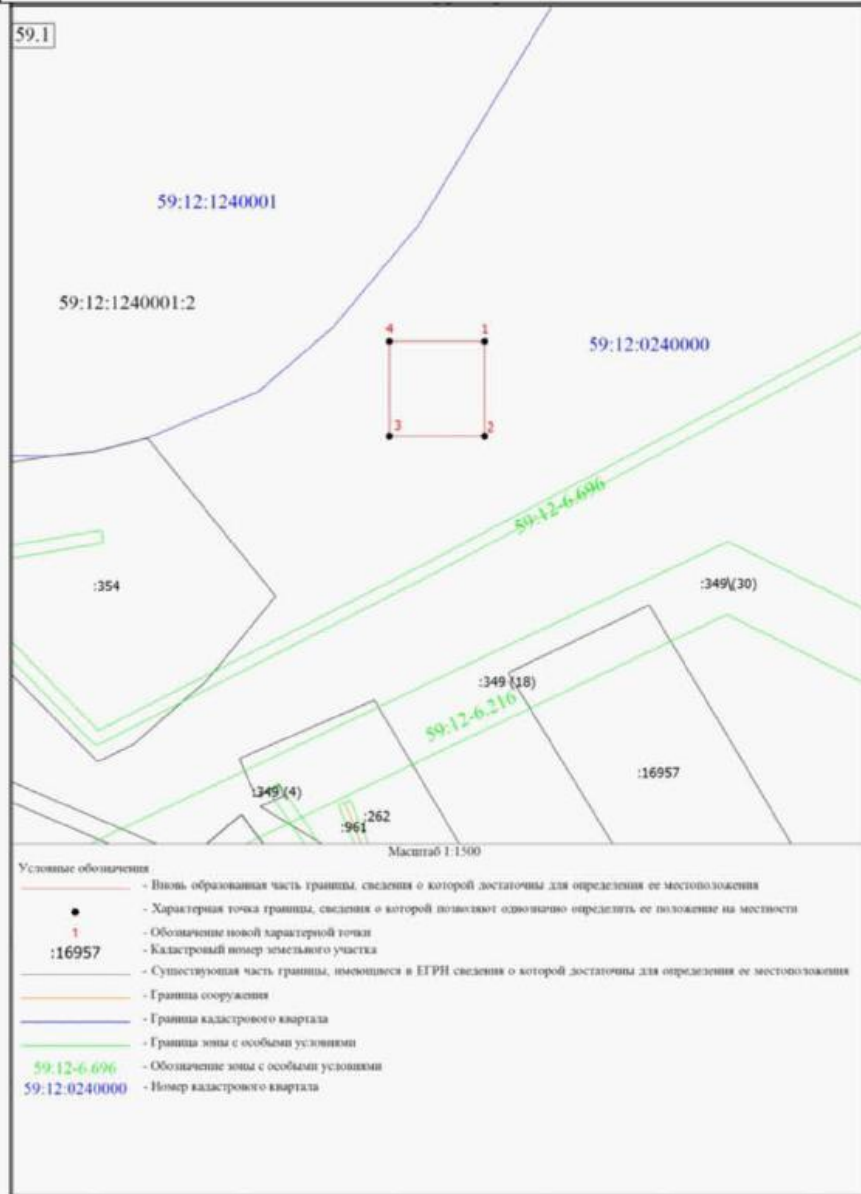 59.1
59:12:1240001
59:12:1240001:2
4 1
59:12:0240000
3 2
59:12-6.696
:354
:349\(30)
:349 (18)
59:12-6.216
:16957
:349 (4)
:262
:961
Масштаб 1:1500
Условные обозначения
- Вновь образованная часть границы, сведения о которой достаточны для определения ее местоположения
- Характерная точка границы, сведения о которой позволяют однозначно определить ее положение на местности
1 - Обозначение новой характерной точки
:16957 - Кадастровый номер земельного участка
- Существующая часть границы, имеющиеся в ЕГРН сведения о которой достаточны для определения ее местоположения
- Граница сооружения
- Граница кадастрового квартала
- Граница зоны с особыми условиями
59:12-6.696 - Обозначение зоны с особыми условиями
59:12:0240000 - Номер кадастрового квартала